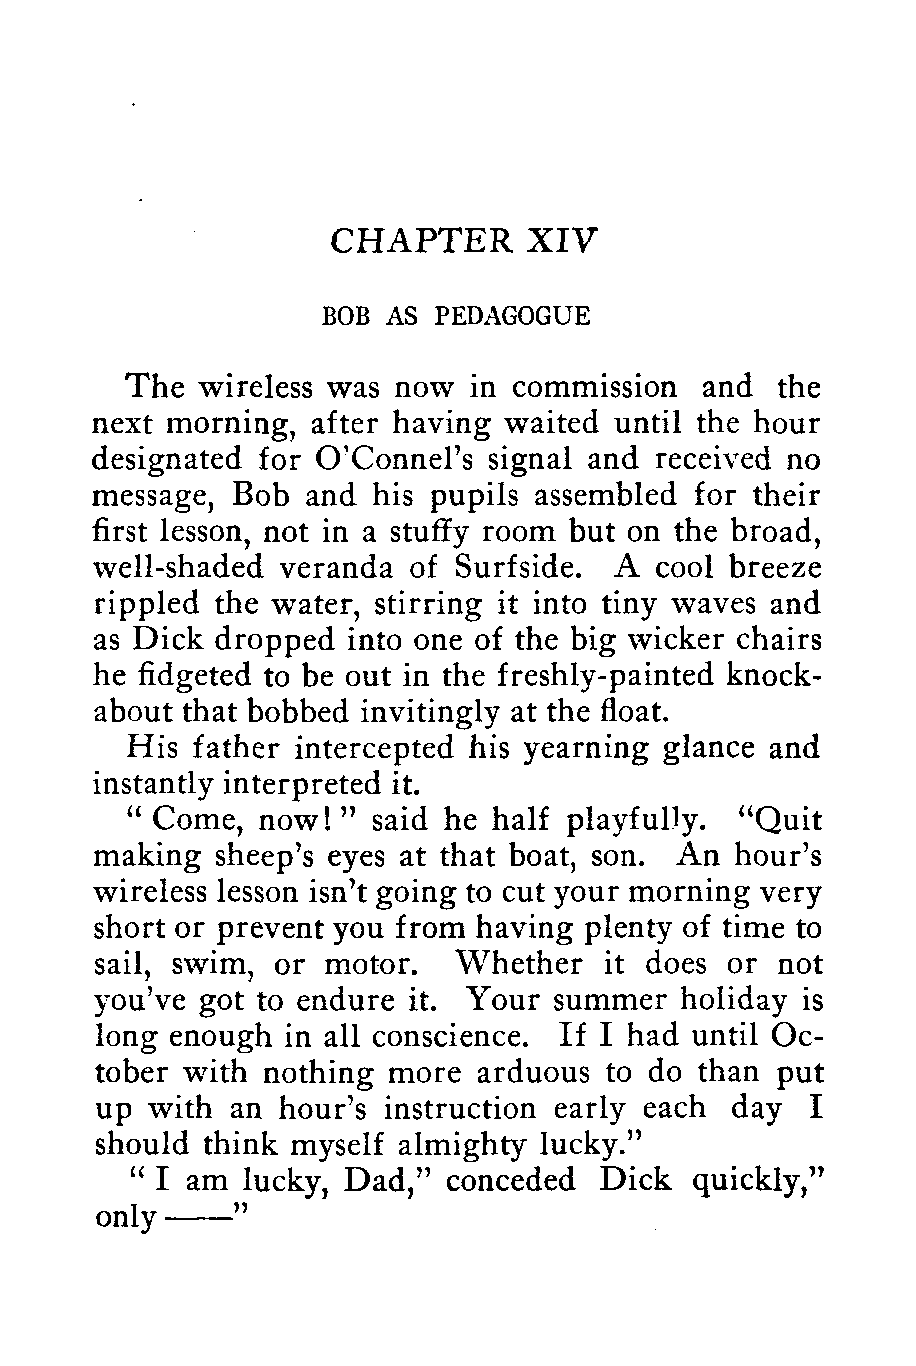 CHAPTER XIV
BOB AS PEDAGOGUE
The wireless was now in commission and the
next morning, after having waited until the hour
designated for O'Connel's signal and received no
message, Bob and his pupils assembled for their
first lesson, not in a stuffy room but on the broad,
well-shaded veranda of Surfside. A cool breeze
rippled the water, stirring it into tiny waves and
as Dick dropped into one of the big wicker chairs
he fidgeted to be out in the freshly-painted knock-
about that bobbed invitingly at the float.
His father intercepted his yearning glance and
instantly interpreted it.
" Come, now! " said he half playfully. "Quit
making sheep's eyes at that boat, son. An hour's
wireless lesson isn't going to cut your morning very
short or prevent you from having plenty of time to
sail, swim, or motor. Whether it does or not
you've got to endure it. Your summer holiday is
long enough in all conscience. If I had until Oc-
tober with nothing more arduous to do than put
up with an hour's instruction early each day I
should think myself almighty lucky."
" I am lucky, Dad," conceded Dick quickly,"
only ——"